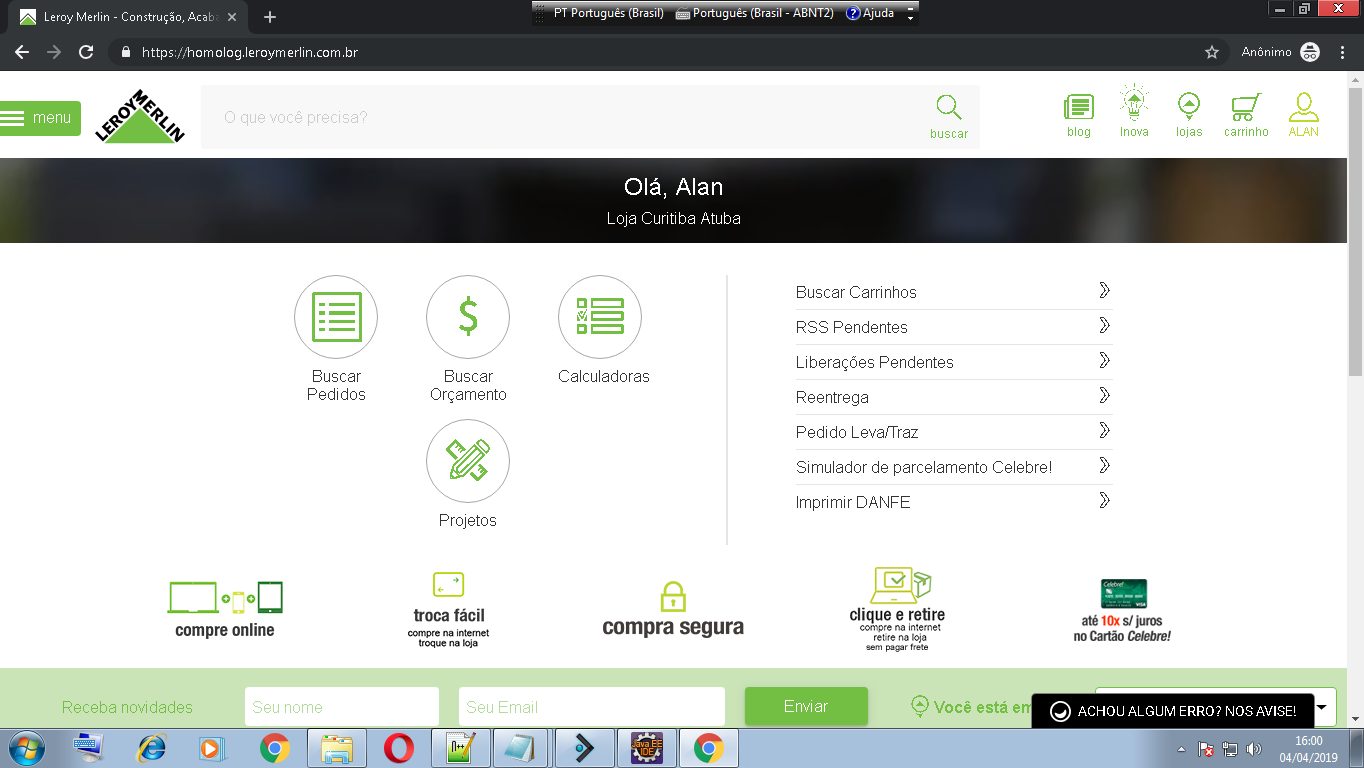 Leroy Merlin - Construção, Acaba
PT Português (Brasil)
Português (Brasil - ABNT2)
Ajuda
https://homolog.leroymerlin.com.br
Anônimo
menu
LEROY MERLIN
O que você precisa?
buscar
blog
Inova
lojas
carrinho
ALAN
Olá, Alan
Loja Curitiba Atuba
Buscar
Pedidos
Buscar
Orçamento
Calculadoras
Projetos
Buscar Carrinhos
RSS Pendentes
Liberações Pendentes
Reentrega
Pedido Leva/Traz
Simulador de parcelamento Celebre!
Imprimir DANFE
compre online
troca fácil
compre na internet
troque na loja
compra segura
clique e retire
compre na internet
retire na loja
sem pagar frete
Celebre!
VISA
até 10x s/ juros
no Cartão Celebre!
Receba novidades
Seu nome
Seu Email
Enviar
Você está em
ACHOU ALGUM ERRO? NOS AVISE!
Java EE
IDE
16:00
04/04/2019